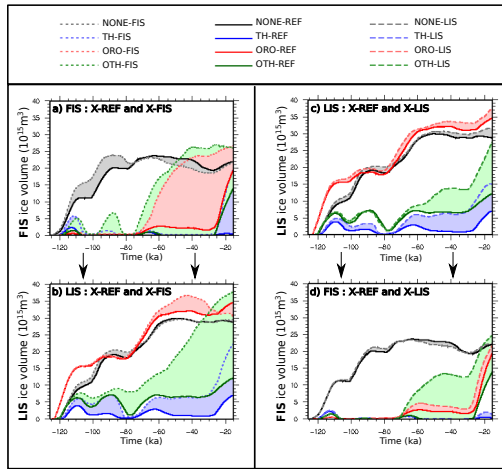 NONE-FIS NONE-REF NONE-LIS
TH-FIS TH-REF TH-LIS
ORO-FIS ORO-REF ORO-LIS
OTH-FIS OTH-REF OTH-LIS
a) FIS : X-REF and X-FIS
FIS ice volume (10¹⁵m³)
40
35
30
25
20
15
10
5
0
−120 −100 −80 −60 −40 −20
Time (ka)
b) LIS : X-REF and X-FIS
LIS ice volume (10¹⁵m³)
40
35
30
25
20
15
10
5
0
−120 −100 −80 −60 −40 −20
Time (ka)
c) LIS : X-REF and X-LIS
LIS ice volume (10¹⁵m³)
40
35
30
25
20
15
10
5
0
−120 −100 −80 −60 −40 −20
Time (ka)
d) FIS : X-REF and X-LIS
FIS ice volume (10¹⁵m³)
40
35
30
25
20
15
10
5
0
−120 −100 −80 −60 −40 −20
Time (ka)